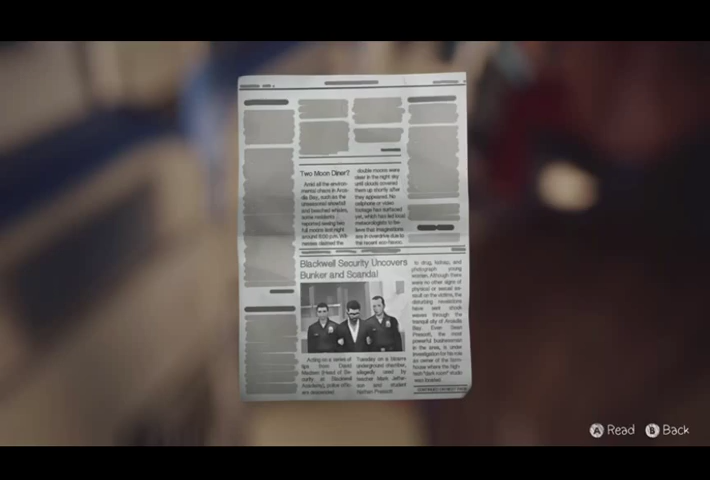 Two Moon Diner?
Amid all the environ-
mental chaos in Arca-
dia Bay, such as the
unseasonal snowfall
and beached whales,
some residents
reported seeing two
full moons last night
around 6:00 p.m. Wit-
nesses claimed the
double moons were
clear in the night sky
until clouds covered
them up shortly after
they appeared. No
cellphone or video
footage has surfaced
yet, which has led local
meteorologists to be-
lieve that imaginations
are in overdrive due to
the recent eco-havoc.
Blackwell Security Uncovers
Bunker and Scandal
Acting on a series of
tips from David
Madsen (Head of Se-
curity at Blackwell
Academy), police offic-
ers
Tuesday on a bizarre
underground chamber,
allegedly used by
teacher Mark Jeffer-
son and student
Nathan Prescott
to drug, kidnap, and
photograph young
women. Although there
were no other signs of
physical or sexual as-
sault on the victims, the
disturbing revelations
have sent shock
waves through the
tranquil city of Arcadia
Bay. Even Sean
Prescott, the most
powerful businessman
in the area, is under
investigation for his role
as owner of the farm-
house where the high-
tech "dark room" studio
was located.
A Read B Back